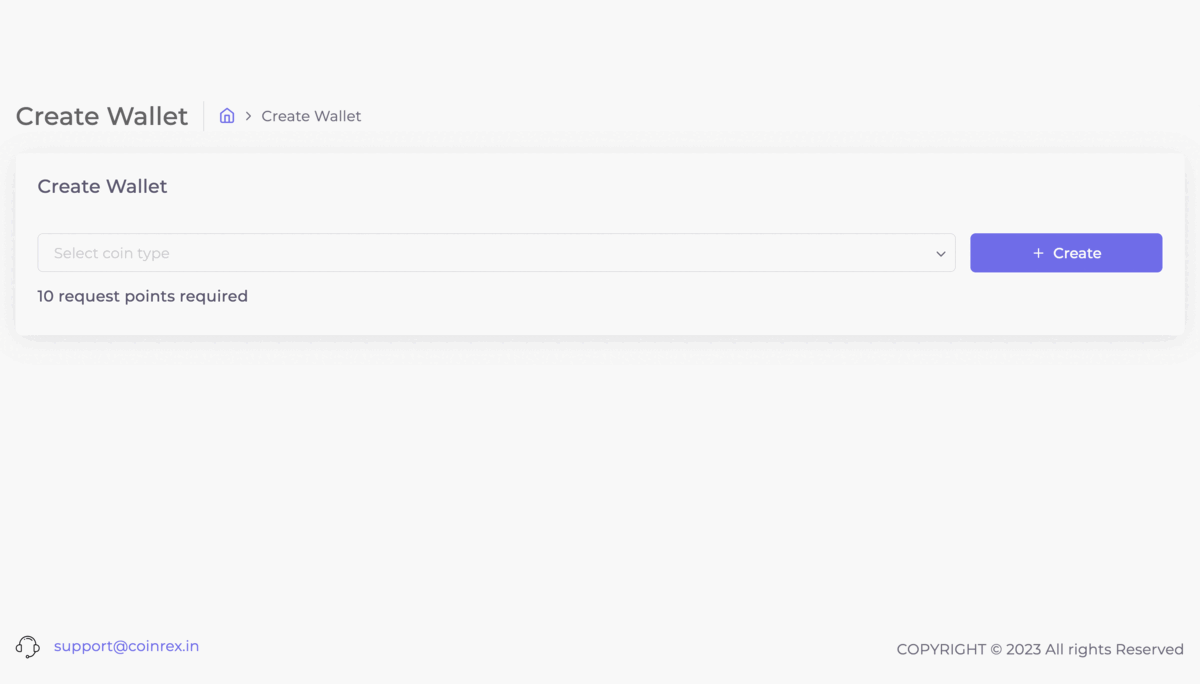 Create Wallet
Create Wallet
Create Wallet
Select coin type
Create
10 request points required
support@coinrex.in
COPYRIGHT © 2023 All rights Reserved